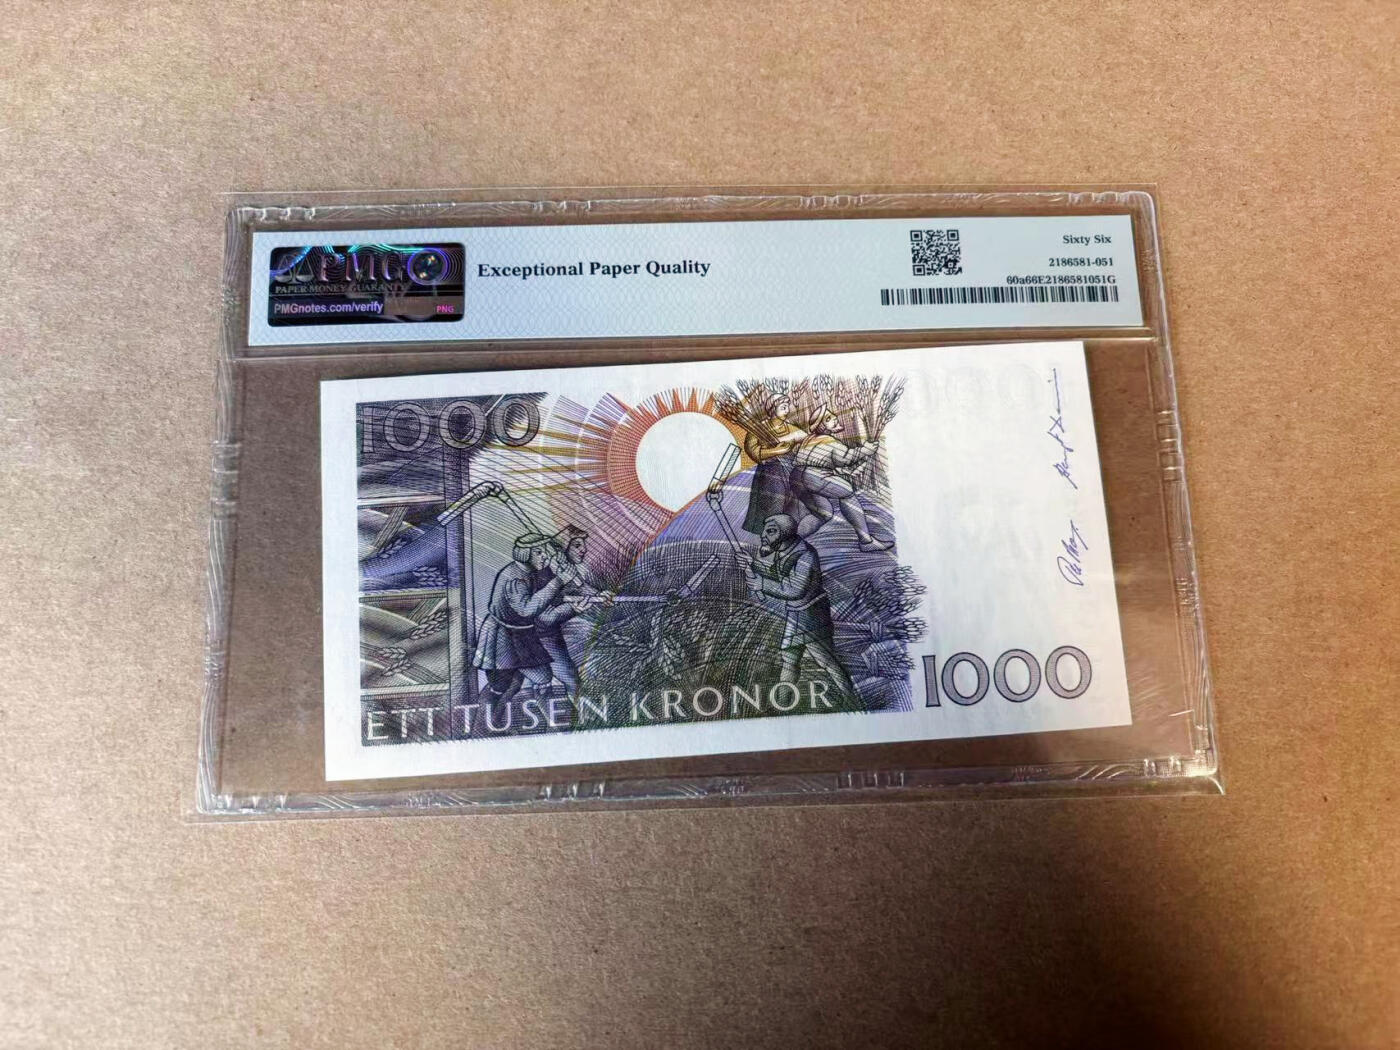 PMG
PAPER MONEY GUARANTY
PMGnotes.com/verify
PNG
Exceptional Paper Quality
Sixty Six
2186581-051
60a66E2186581051G
1000
ETT TUSEN KRONOR
1000